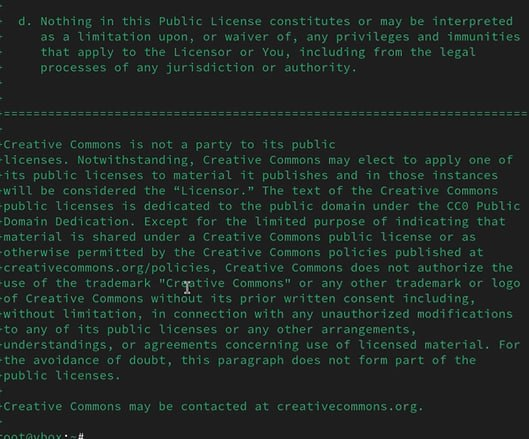 +
+ d. Nothing in this Public License constitutes or may be interpreted
+    as a limitation upon, or waiver of, any privileges and immunities
+    that apply to the Licensor or You, including from the legal
+    processes of any jurisdiction or authority.
+
+
+=======================================================================
+
+Creative Commons is not a party to its public
+licenses. Notwithstanding, Creative Commons may elect to apply one of
+its public licenses to material it publishes and in those instances
+will be considered the “Licensor.” The text of the Creative Commons
+public licenses is dedicated to the public domain under the CC0 Public
+Domain Dedication. Except for the limited purpose of indicating that
+material is shared under a Creative Commons public license or as
+otherwise permitted by the Creative Commons policies published at
+creativecommons.org/policies, Creative Commons does not authorize the
+use of the trademark "Creative Commons" or any other trademark or logo
+of Creative Commons without its prior written consent including,
+without limitation, in connection with any unauthorized modifications
+to any of its public licenses or any other arrangements,
+understandings, or agreements concerning use of licensed material. For
+the avoidance of doubt, this paragraph does not form part of the
+public licenses.
+
+Creative Commons may be contacted at creativecommons.org.
+
root@vbox:~#